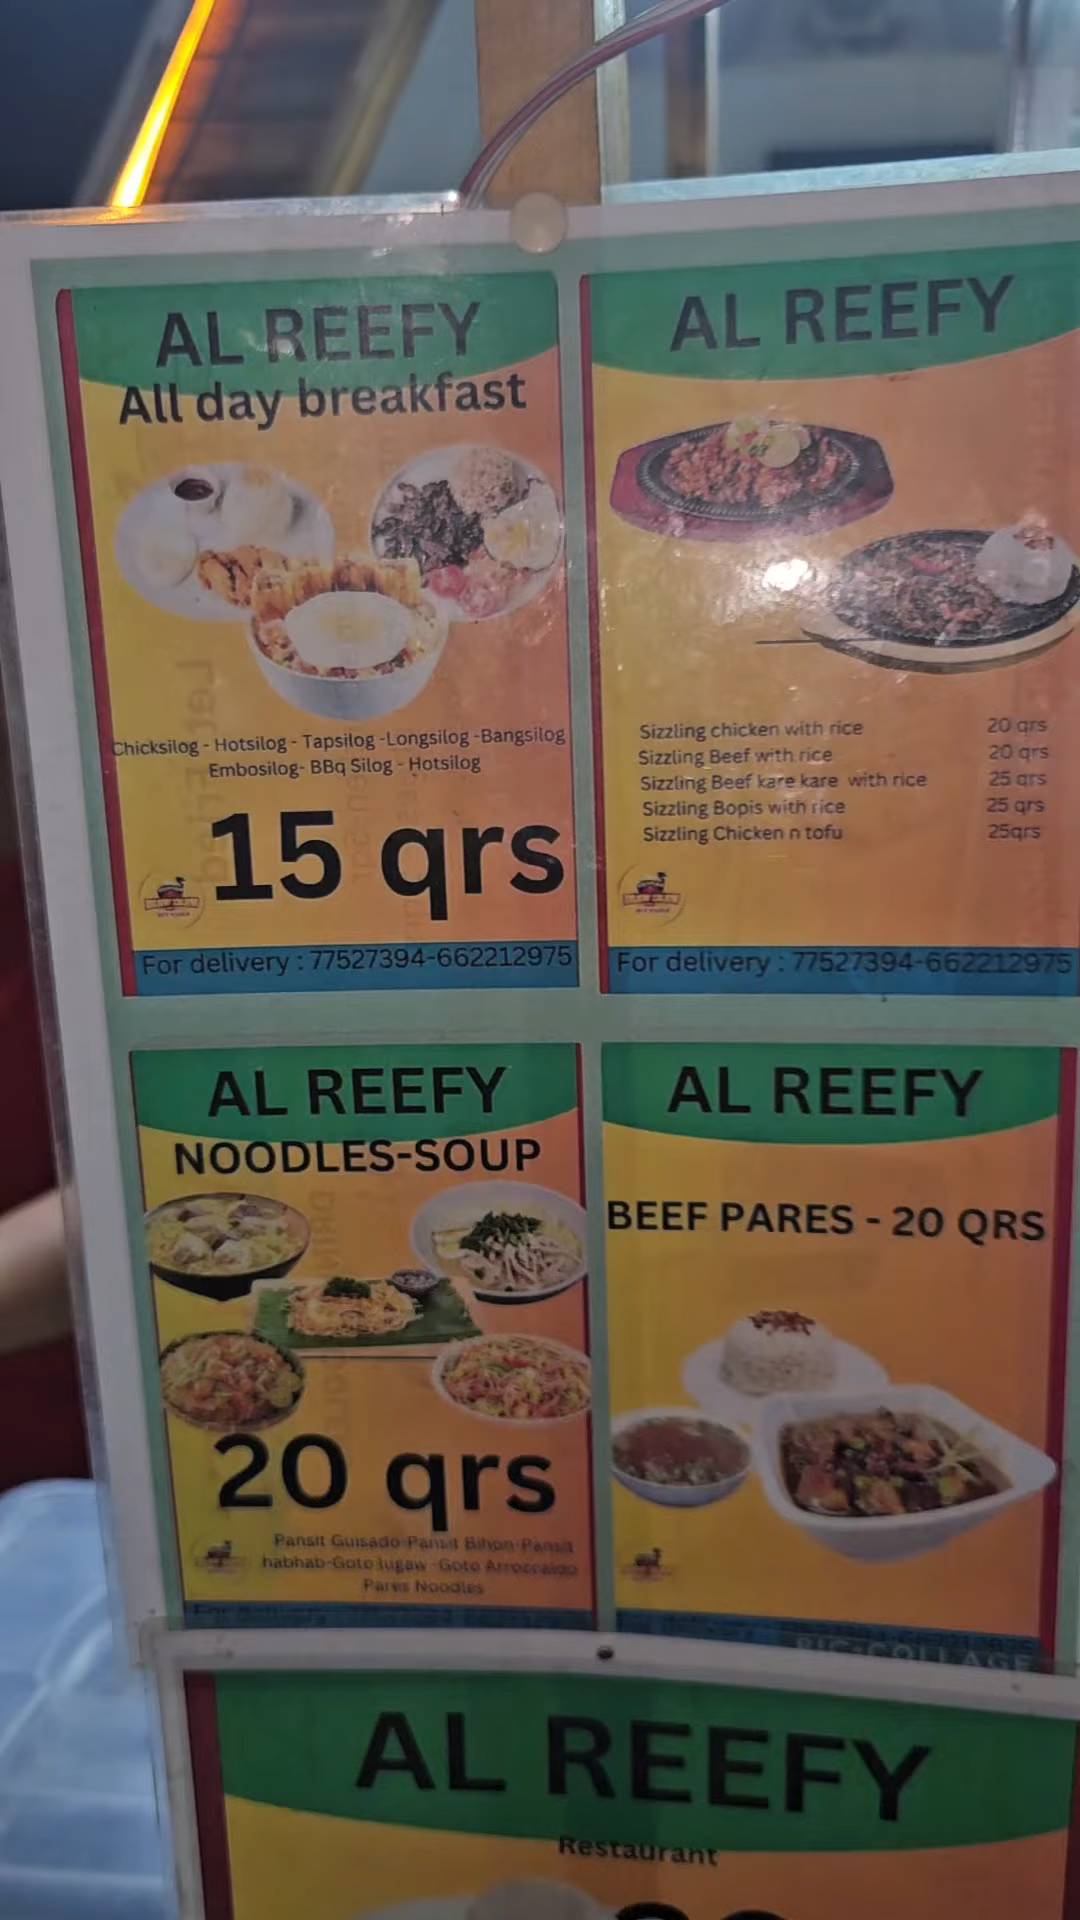 AL REEFY
All day breakfast
Chicksilog - Hotsilog - Tapsilog -Longsilog -Bangsilog
Embosilog- BBq Silog - Hotsilog
15 qrs
For delivery : 77527394-662212975
AL REEFY
Sizzling chicken with rice 20 qrs
Sizzling Beef with rice 20 qrs
Sizzling Beef kare kare with rice 25 qrs
Sizzling Bopis with rice 25 qrs
Sizzling Chicken n tofu 25qrs
For delivery : 77527394-662212975
AL REEFY
NOODLES-SOUP
20 qrs
Pansit Guisado-Pansit Bihon-Pansit
habhab-Goto lugaw -Goto Arrozcaldo
Pares Noodles
AL REEFY
BEEF PARES - 20 QRS
PIC•COLLAGE
AL REEFY
Restaurant